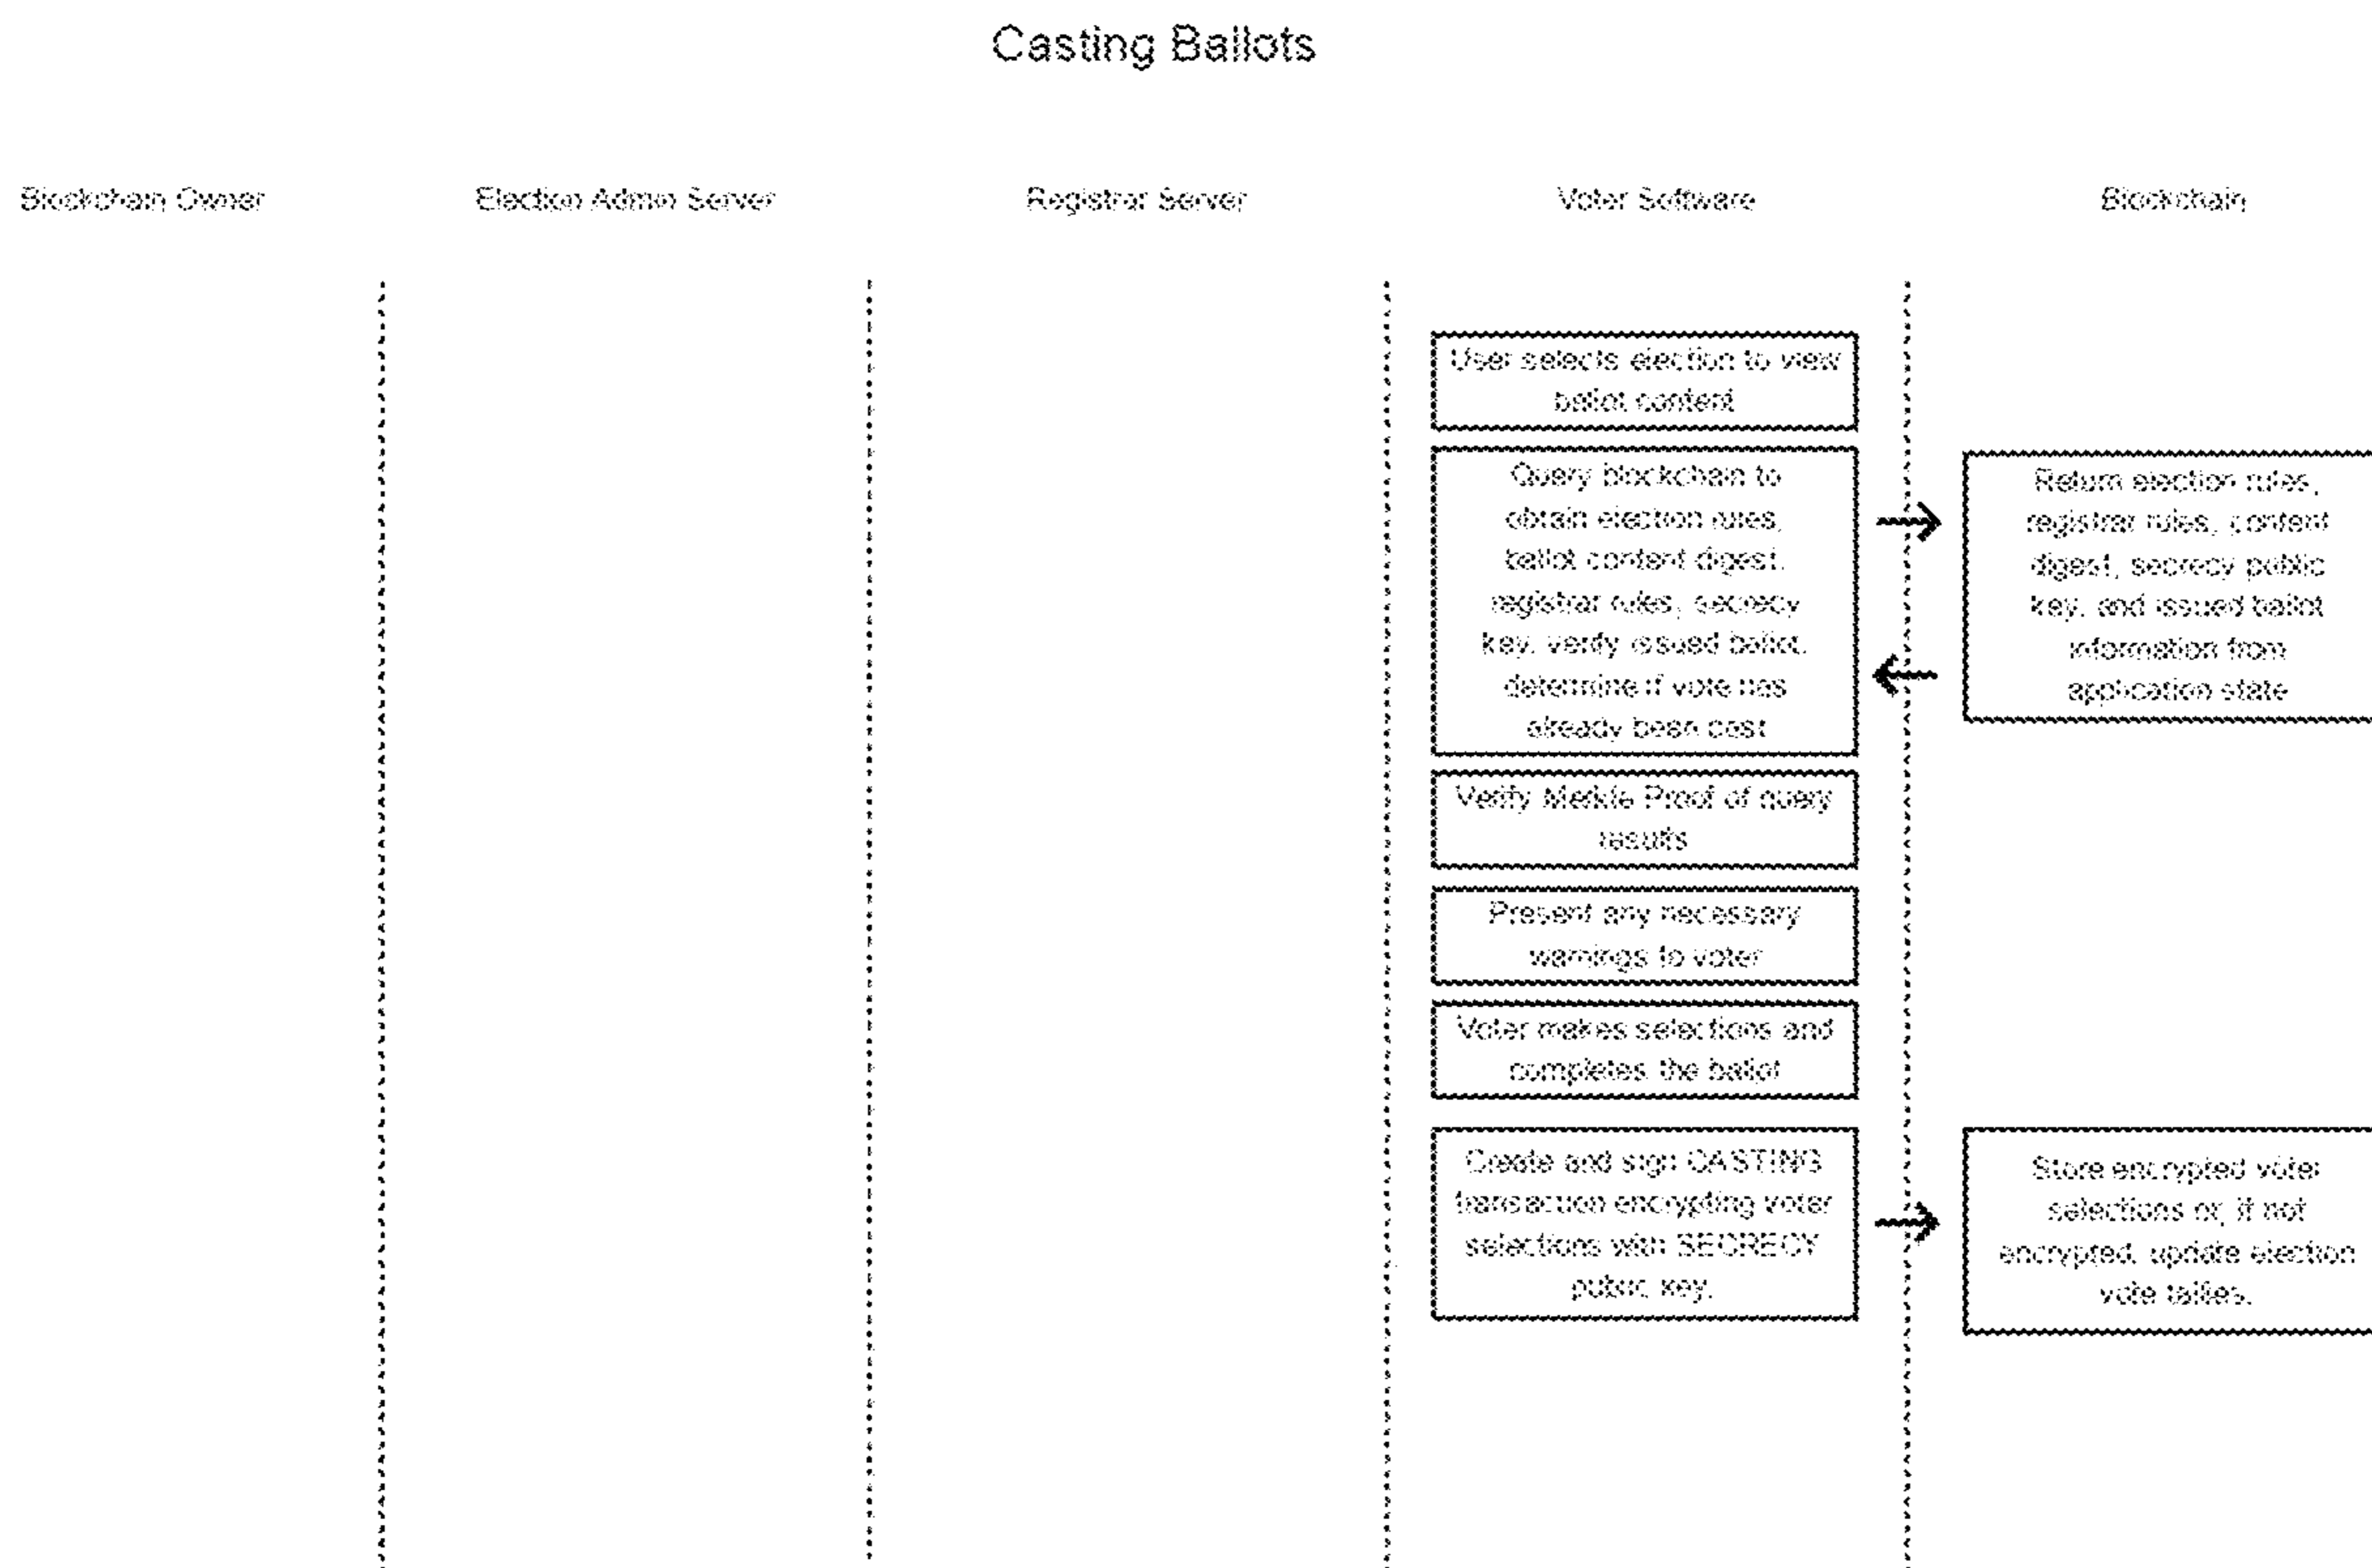 Casting Ballots
Blockchain Owner
Election Admin Server
Registrar Server
Voter Software
Blockchain
User selects election to view
ballot content
Query blockchain to
obtain election rules,
ballot content digest,
registrar rules, secrecy
key, verify issued ballot,
determine if vote has
already been cast
Return election rules,
registrar rules, content
digest, secrecy public
key, and issued ballot
information from
application state
Verify Merkle Proof of query
results
Present any necessary
warnings to voter
Voter makes selections and
completes the ballot
Create and sign CASTING
transaction encrypting voter
selections with SECRECY
public key.
Store encrypted voter
selections or, if not
encrypted, update election
vote tallies.